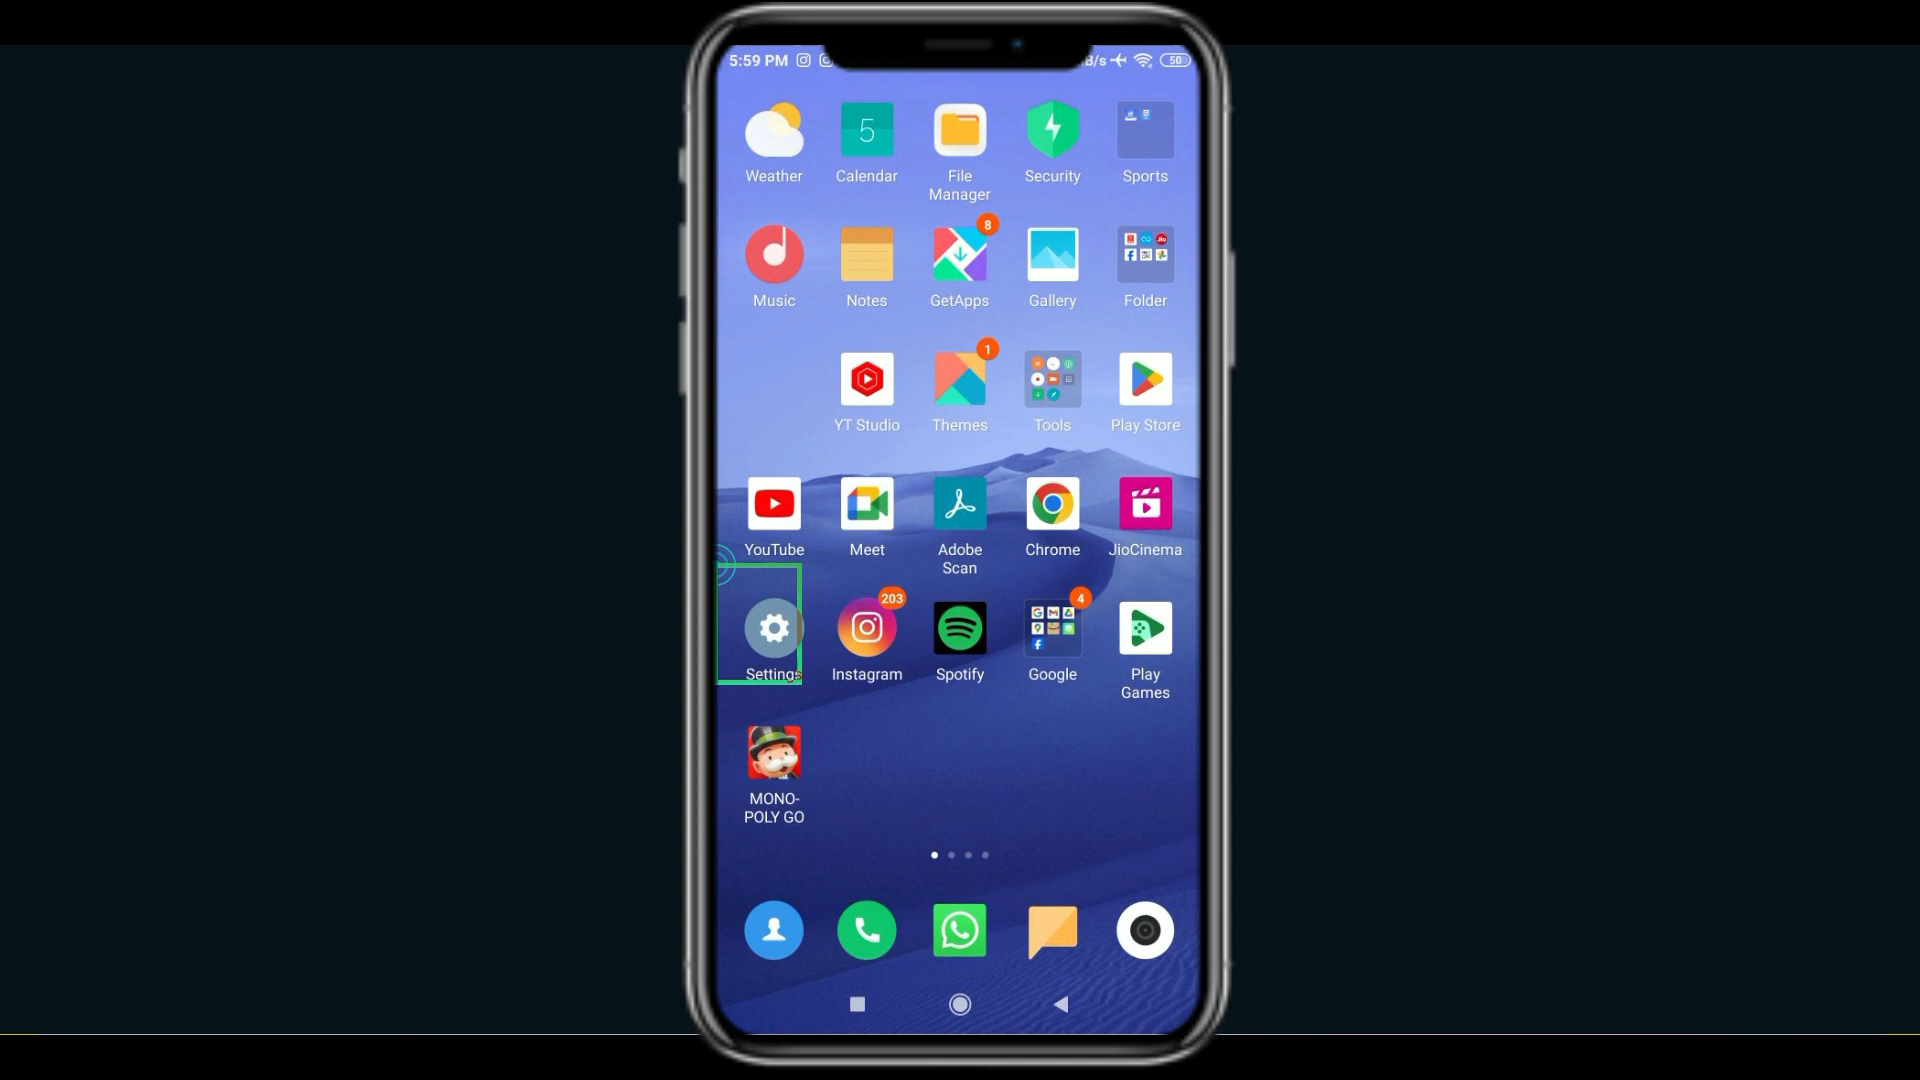 5:59 PM
B/s
50
5
Weather
Calendar
File
Manager
Security
Sports
8
Jio
Music
Notes
GetApps
Gallery
Folder
1
YT Studio
Themes
Tools
Play Store
YouTube
Meet
Adobe
Scan
Chrome
JioCinema
203
4
Settings
Instagram
Spotify
Google
Play
Games
MONO-
POLY GO